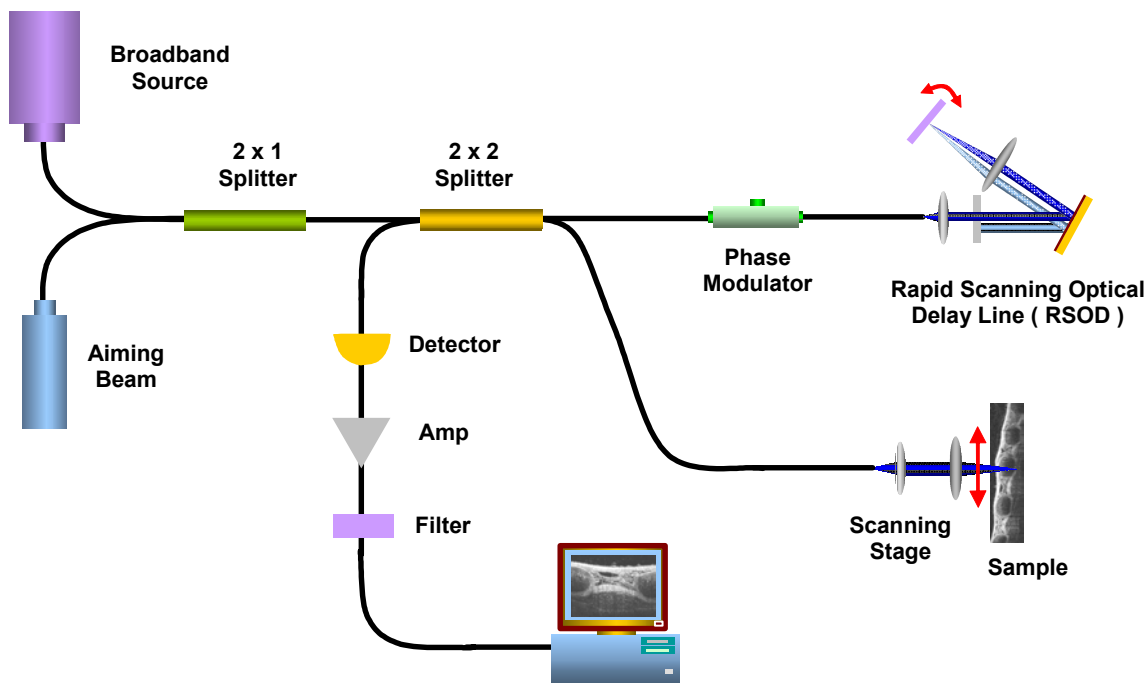 Broadband
Source
2 x 1
Splitter
2 x 2
Splitter
Phase
Modulator
Rapid Scanning Optical
Delay Line ( RSOD )
Aiming
Beam
Detector
Amp
Filter
Scanning
Stage
Sample